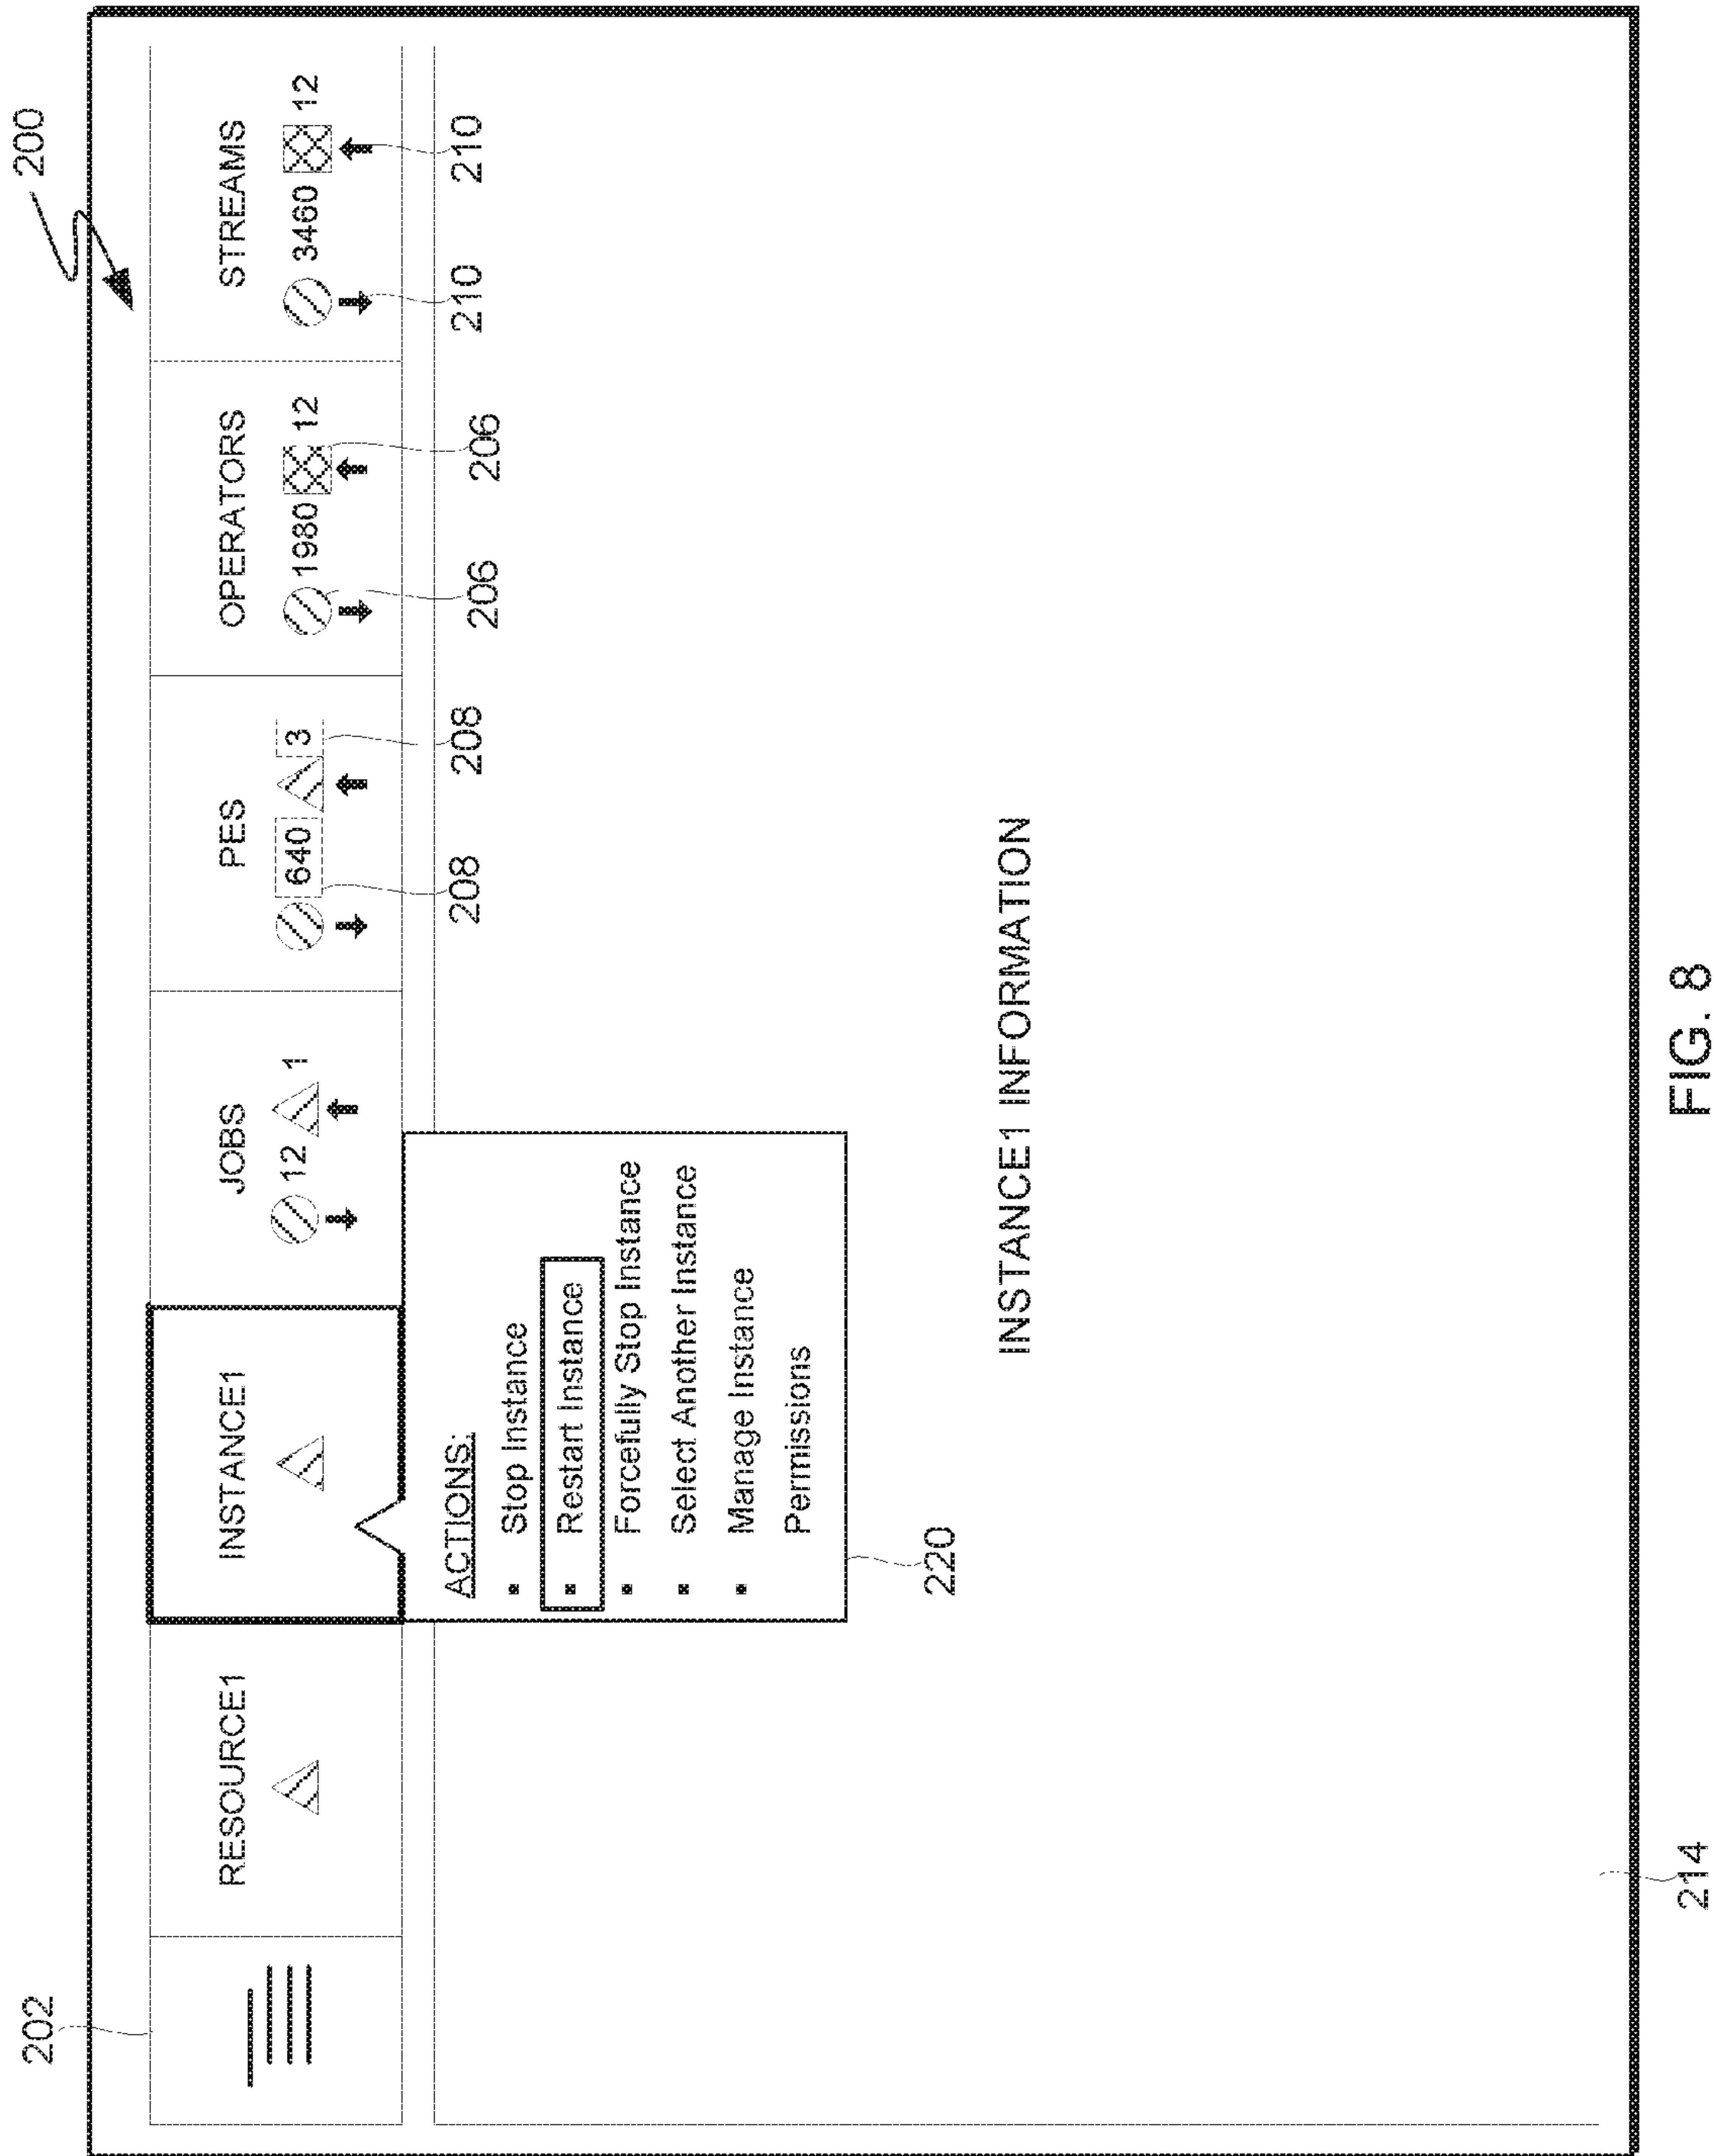 200
202
RESOURCE1
INSTANCE1
JOBS
12 1
PES
640 3
OPERATORS
1980 12
STREAMS
3460 12
208
208
206
206
210
210
ACTIONS:
▪ Stop Instance
▪ Restart Instance
▪ Forcefully Stop Instance
▪ Select Another Instance
▪ Manage Instance
Permissions
220
INSTANCE1 INFORMATION
214
FIG. 8